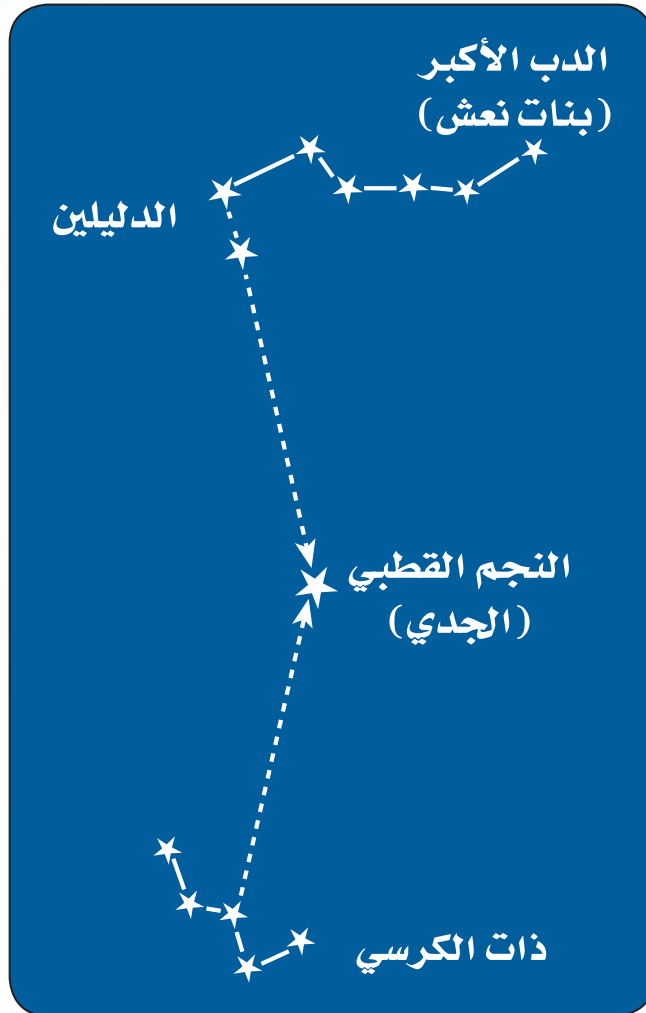 الدب الأكبر
(بنات نعش)
الدليلين
النجم القطبي
(الجدي)
ذات الكرسي